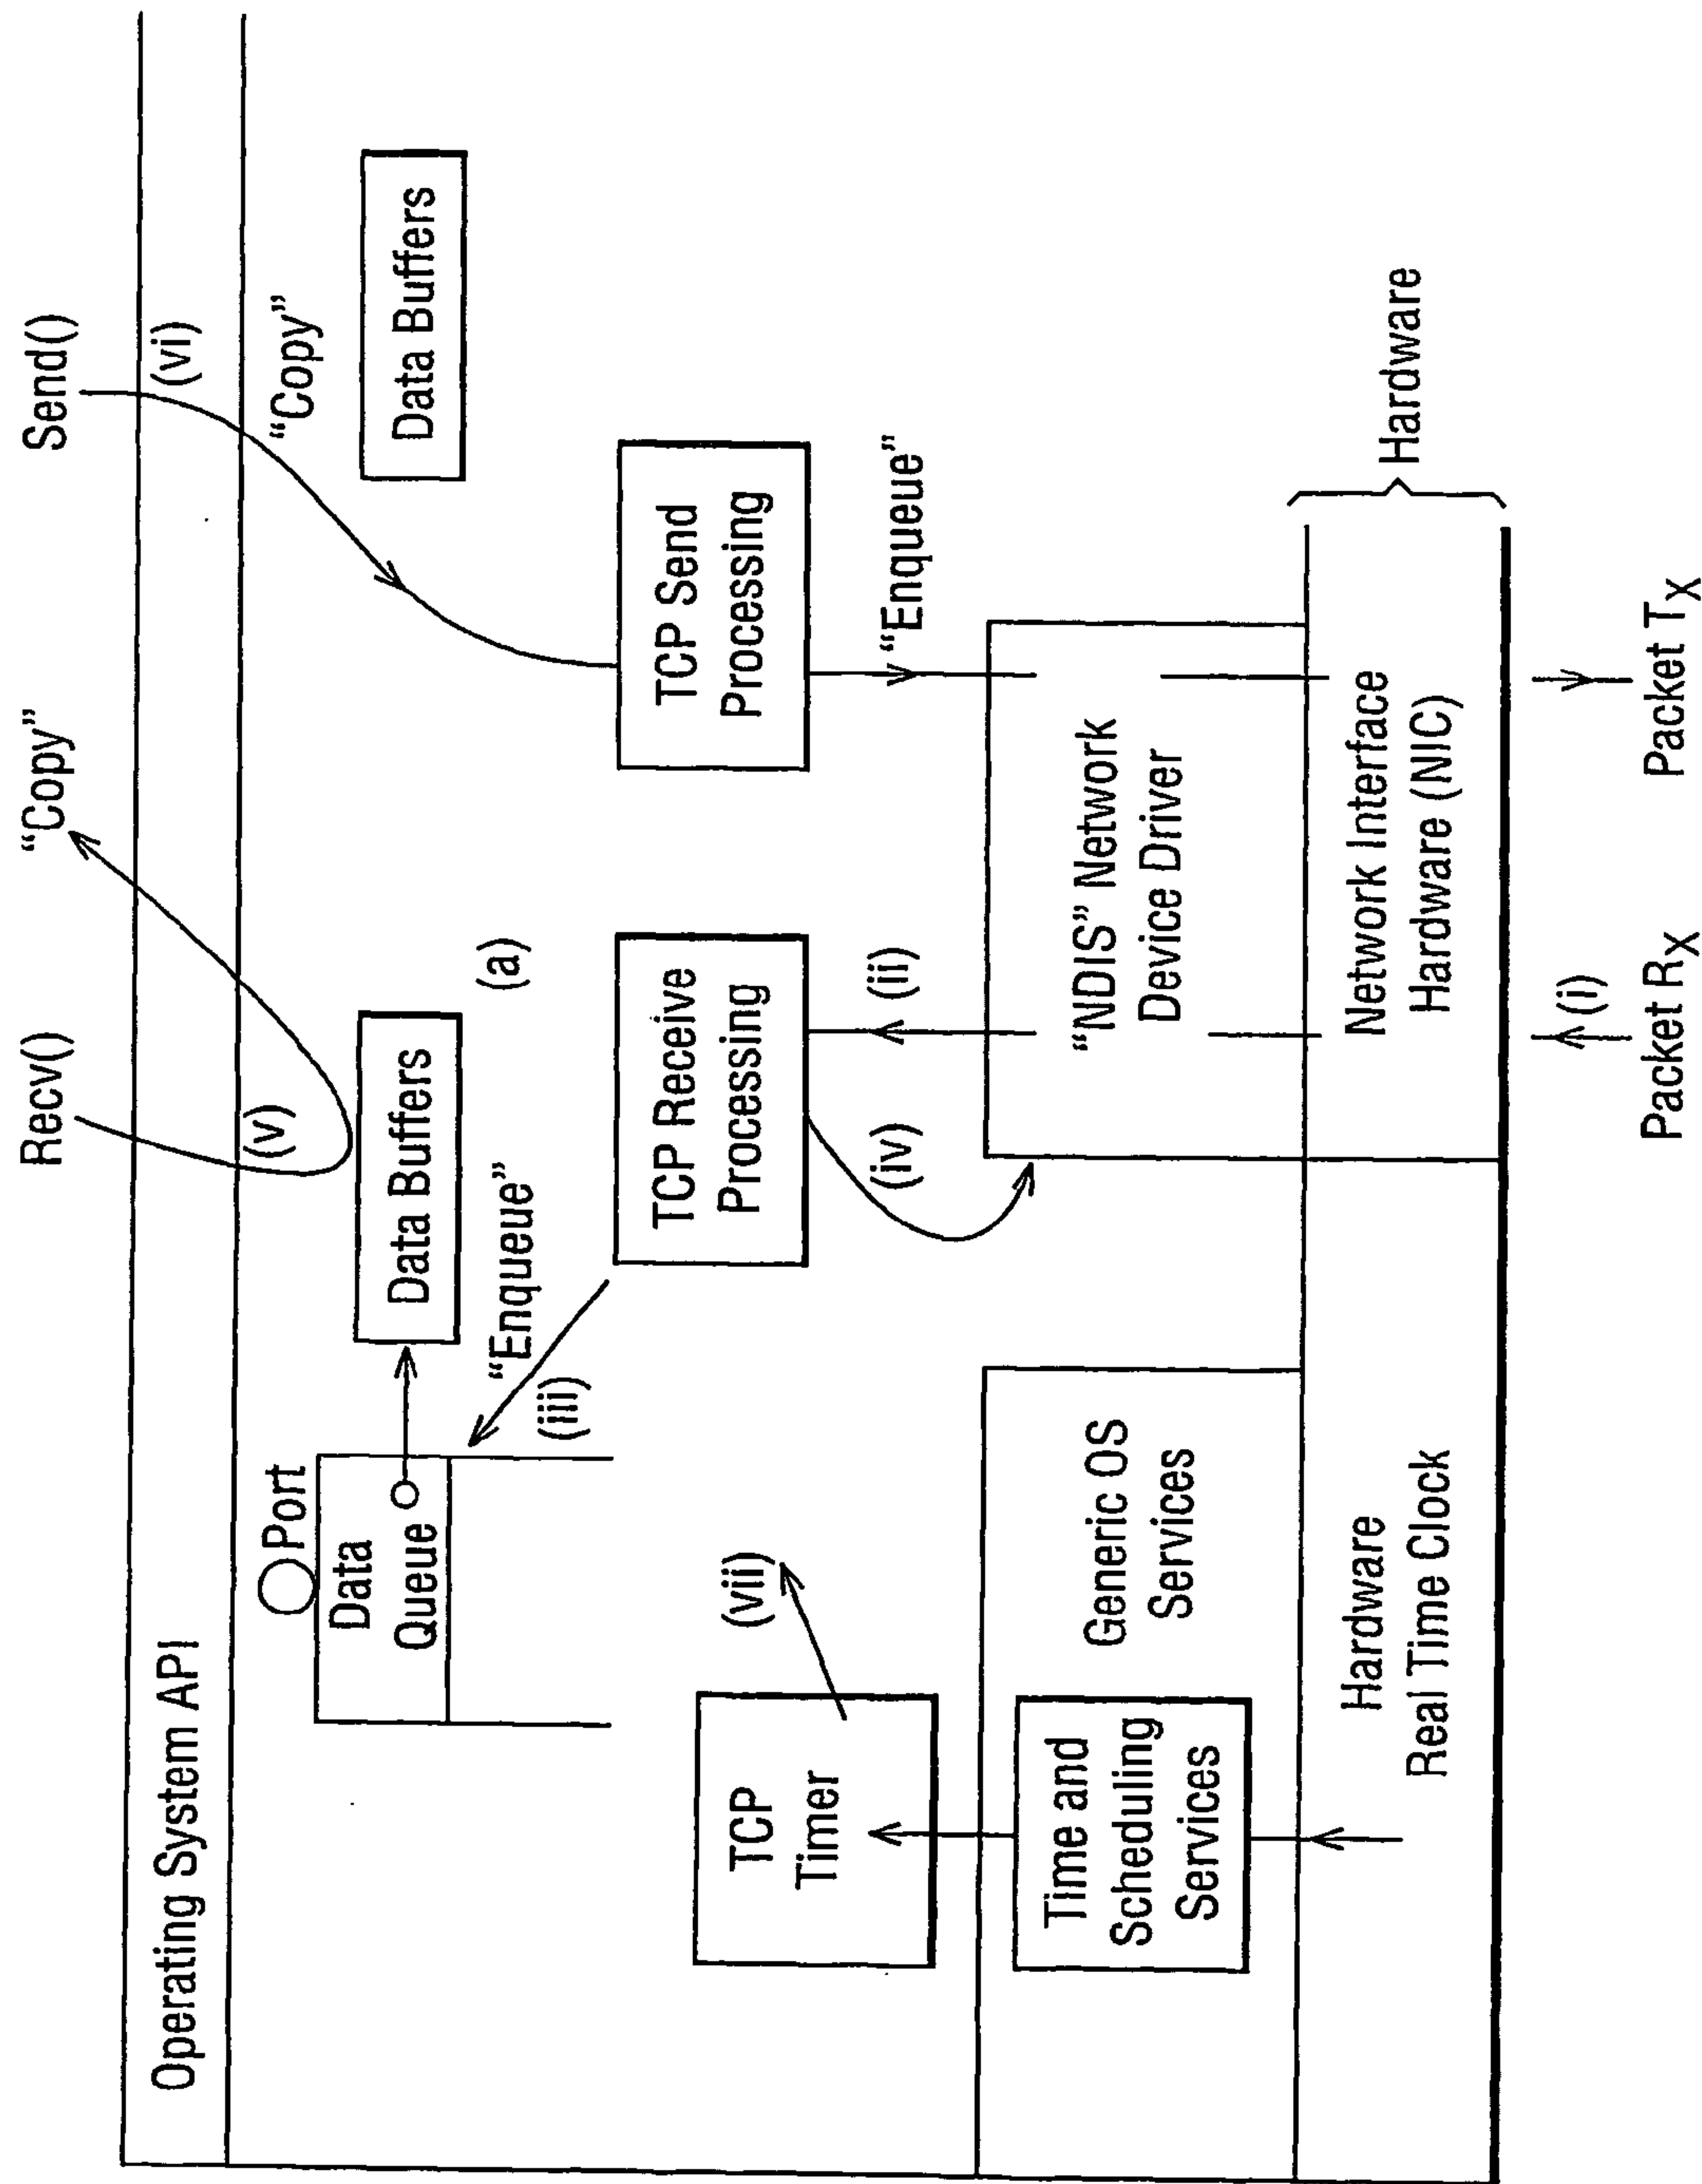 Recv()
“Copy”
Send()
Operating System API
(v)
(vi)
“Copy”
Port
Data
Queue
Data Buffers
Data Buffers
(iii)
“Enqueue”
(a)
TCP
Timer
(vii)
TCP Receive
Processing
TCP Send
Processing
(iv)
(ii)
“Enqueue”
Generic OS
Services
Time and
Scheduling
Services
“NDIS” Network
Device Driver
Hardware
Real Time Clock
Network Interface
Hardware (NIC)
Hardware
(i)
Packet RX
Packet TX